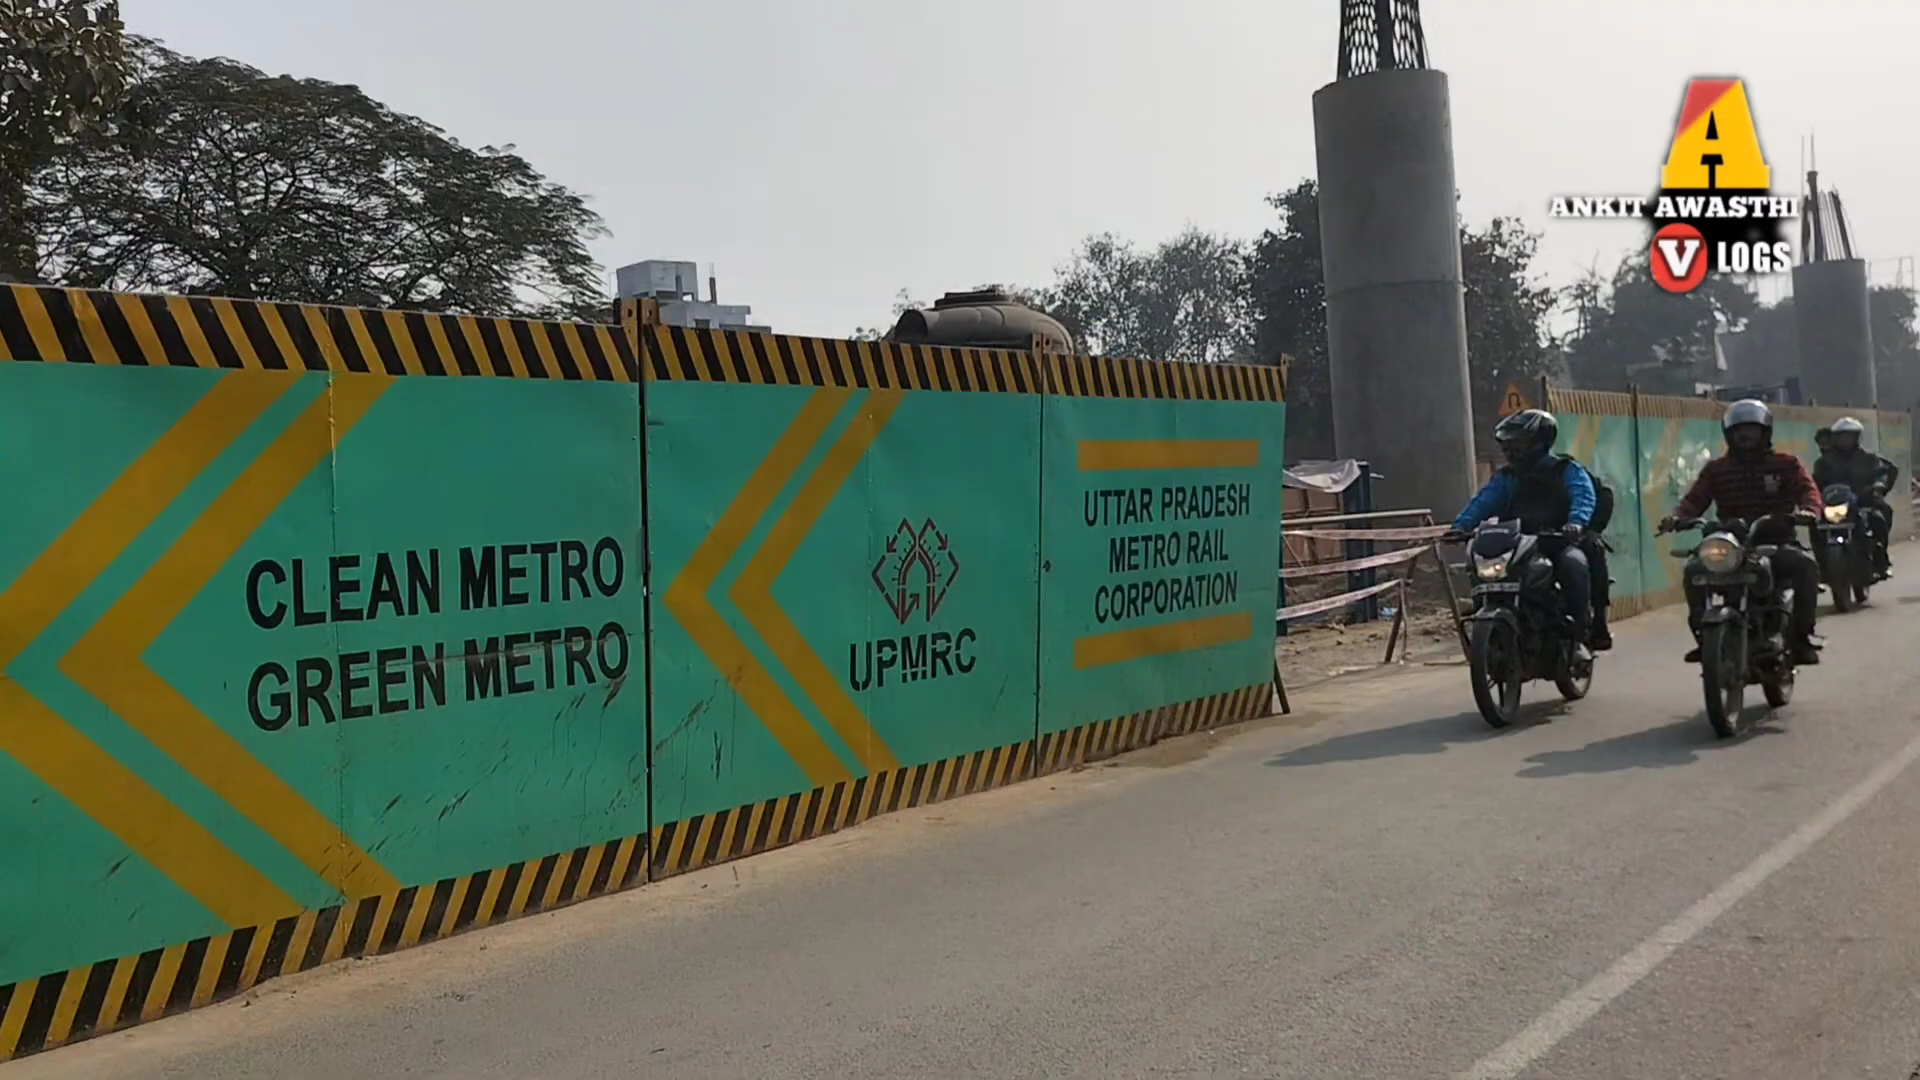 CLEAN METRO
GREEN METRO
UPMRC
UTTAR PRADESH
METRO RAIL
CORPORATION
A
ANKIT AWASTHI
V LOGS